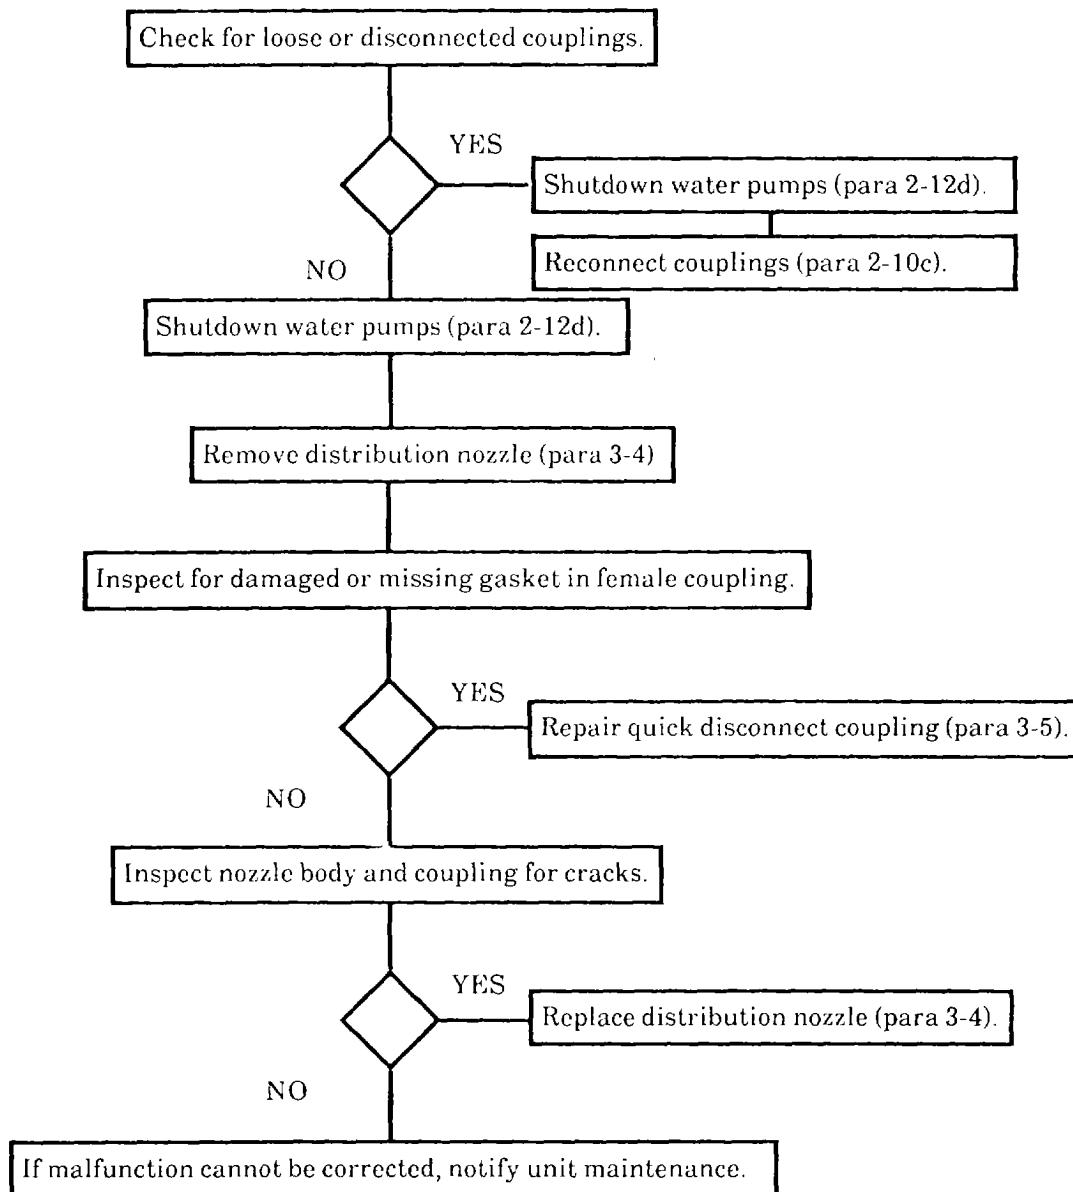 Check for loose or disconnected couplings.
YES
Shutdown water pumps (para 2-12d).
Reconnect couplings (para 2-10c).
NO
Shutdown water pumps (para 2-12d).
Remove distribution nozzle (para 3-4)
Inspect for damaged or missing gasket in female coupling.
YES
Repair quick disconnect coupling (para 3-5).
NO
Inspect nozzle body and coupling for cracks.
YES
Replace distribution nozzle (para 3-4).
NO
If malfunction cannot be corrected, notify unit maintenance.